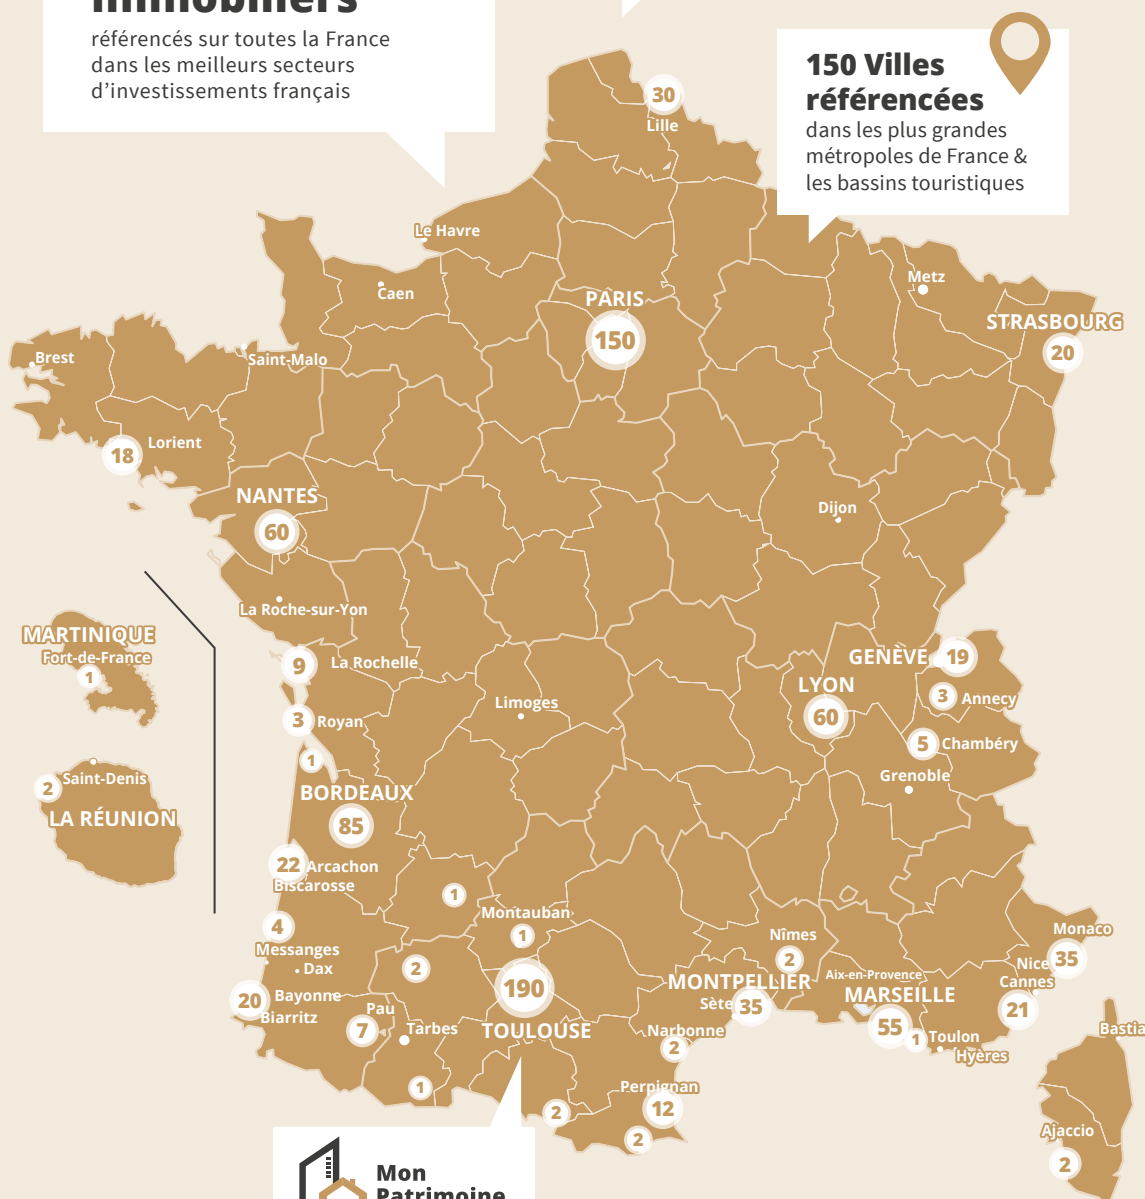 immobiliers
référencés sur toutes la France
dans les meilleurs secteurs
d'investissements français
150 Villes
référencées
dans les plus grandes
métropoles de France &
les bassins touristiques
30
Lille
Le Havre
Metz
Caen
PARIS
150
STRASBOURG
20
Brest
Saint-Malo
Lorient
18
NANTES
60
Dijon
La Roche-sur-Yon
MARTINIQUE
Fort-de-France
1
9
La Rochelle
GENÈVE
19
LYON
60
3
Annecy
Limoges
3
Royan
5
Chambéry
1
Grenoble
Saint-Denis
2
LA RÉUNION
BORDEAUX
85
22
Arcachon
Biscarosse
1
Montauban
1
4
Messanges
Dax
2
190
TOULOUSE
Nîmes
2
Monaco
35
Nice
Cannes
21
MONTPELLIER
Sète
35
Aix-en-Provence
MARSEILLE
55
1
Toulon
Hyères
20
Bayonne
Biarritz
Pau
7
Tarbes
Narbonne
2
Bastia
1
Perpignan
12
2
2
Ajaccio
2
Mon
Patrimoine